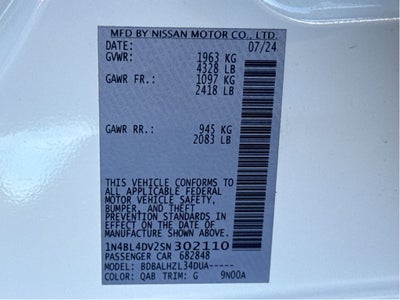 MFD BY NISSAN MOTOR CO., LTD.
DATE: 07/24
GVWR: 1963 KG
4328 LB
GAWR FR.: 1097 KG
2418 LB
GAWR RR.: 945 KG
2083 LB
THIS VEHICLE CONFORMS TO ALL
APPLICABLE FEDERAL
MOTOR VEHICLE SAFETY,
BUMPER, AND THEFT
PREVENTION STANDARDS
IN EFFECT ON THE DATE OF
MANUFACTURE SHOWN ABOVE.
1N4BL4DV2SN302110
PASSENGER CAR 682848
MODEL: BDBALHZL34DUA-----
COLOR: QAB TRIM: G 9N00A